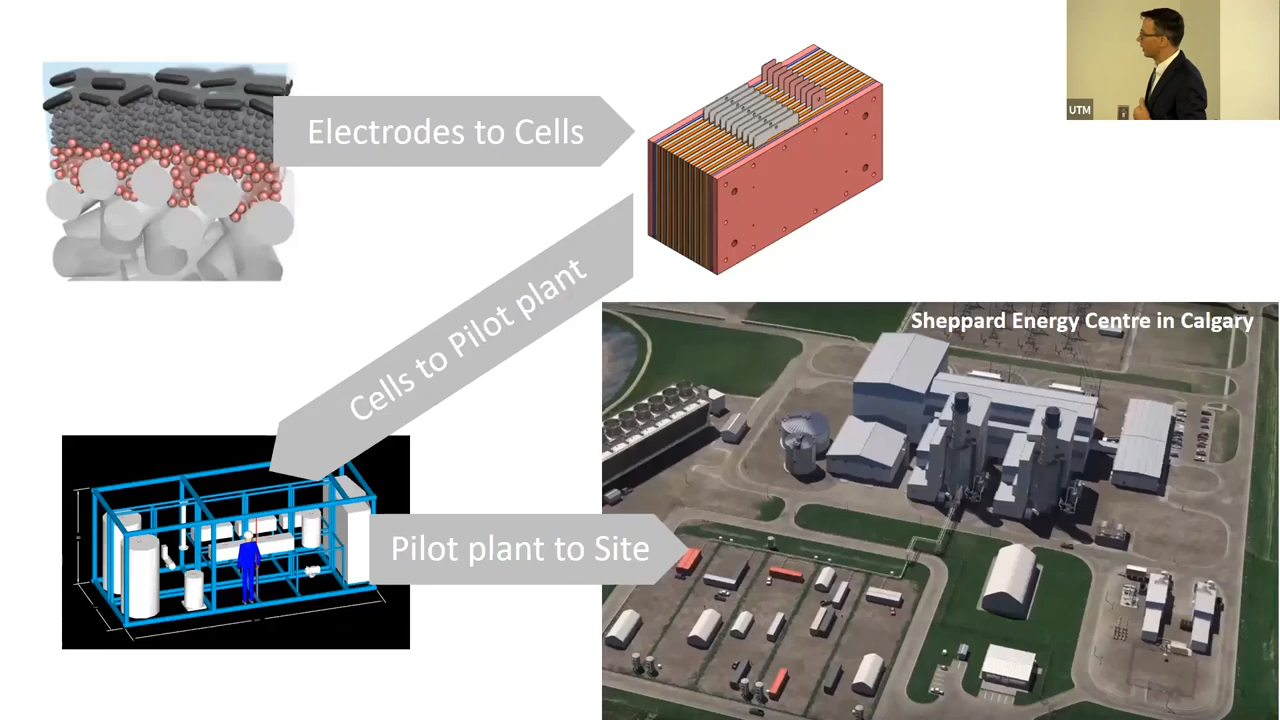 UTM
Electrodes to Cells
Cells to Pilot plant
Sheppard Energy Centre in Calgary
Pilot plant to Site